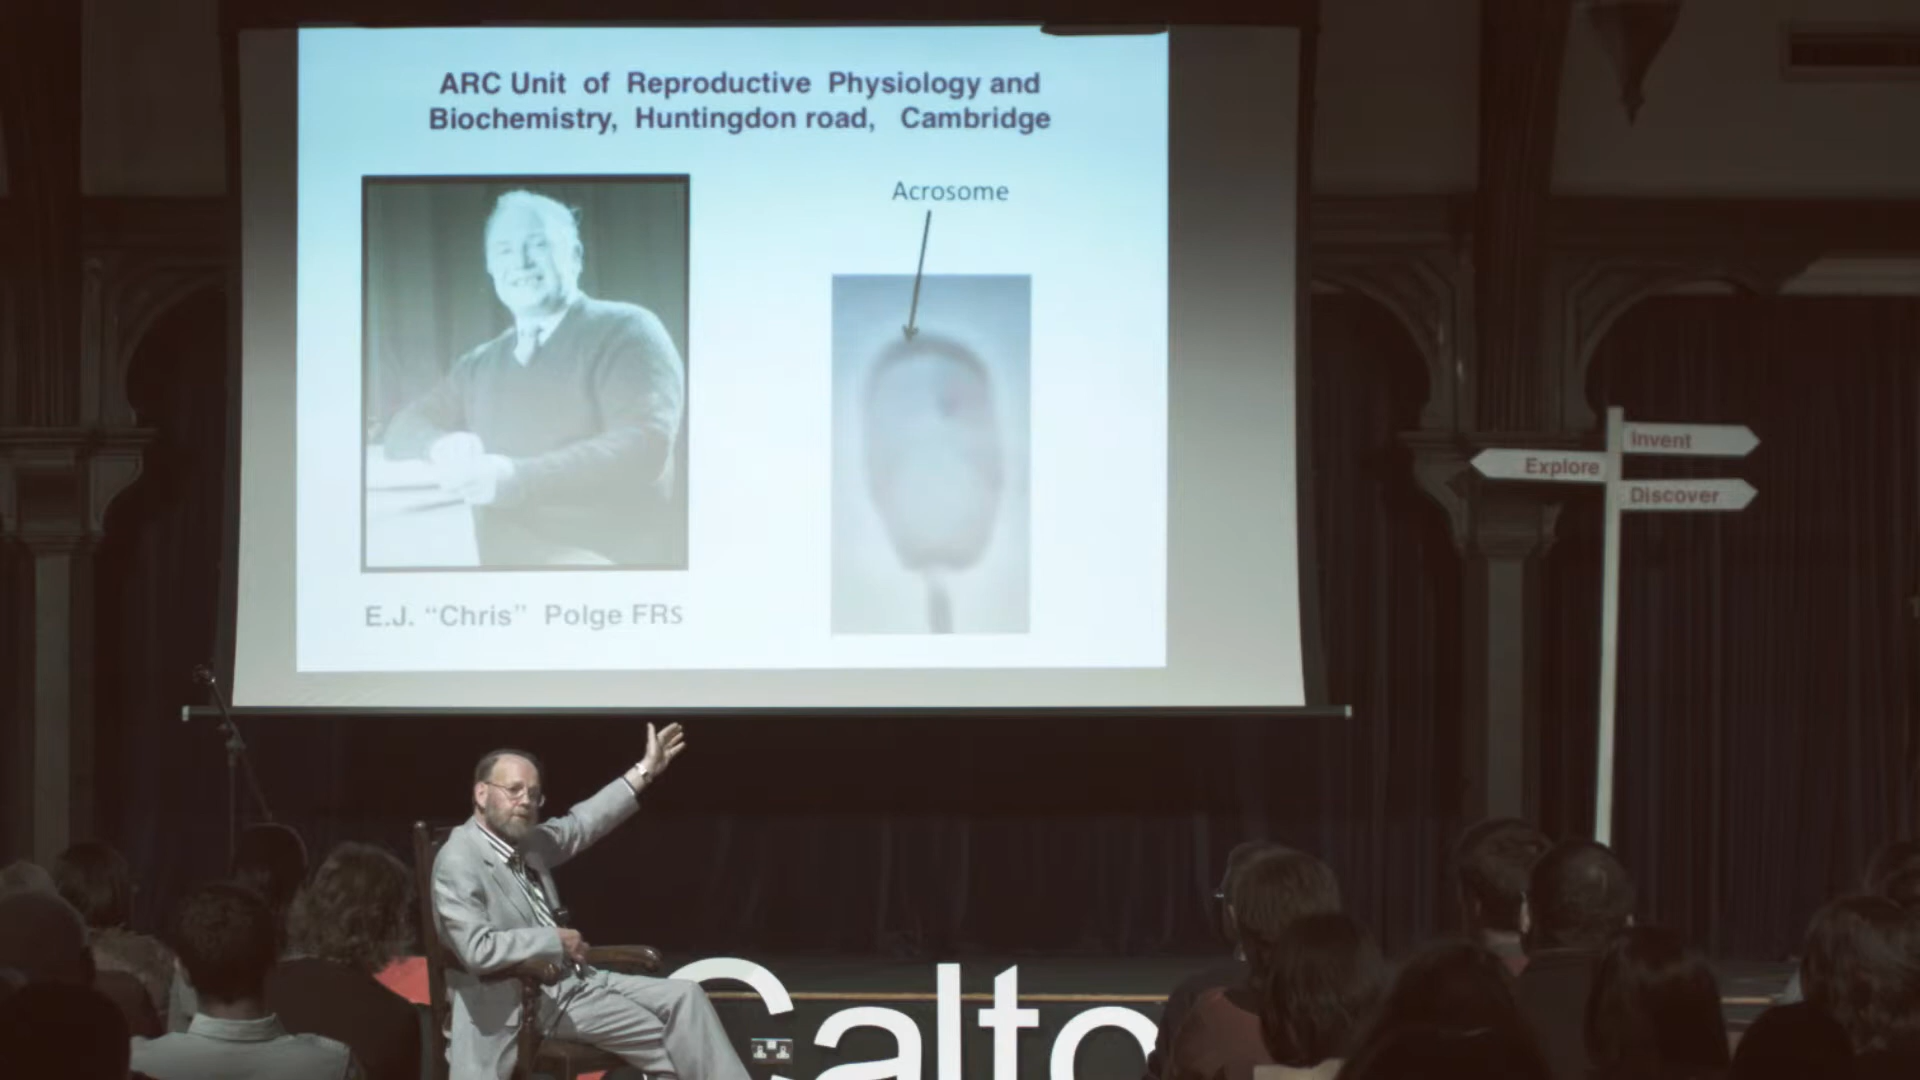 ARC Unit of Reproductive Physiology and
Biochemistry, Huntingdon road, Cambridge
Acrosome
E.J. “Chris” Polge FRS
Invent
Explore
Discover
Calto